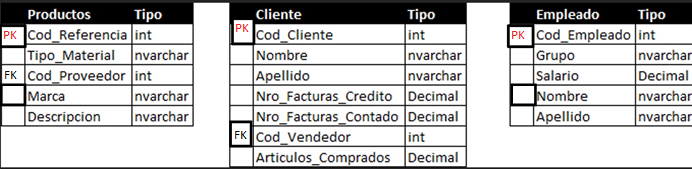 Productos Tipo
PK Cod_Referencia int
Tipo_Material nvarchar
FK Cod_Proveedor int
Marca nvarchar
Descripcion nvarchar
Cliente Tipo
PK Cod_Cliente int
Nombre nvarchar
Apellido nvarchar
Nro_Facturas_Credito Decimal
Nro_Facturas_Contado Decimal
FK Cod_Vendedor int
Articulos_Comprados Decimal
Empleado Tipo
PK Cod_Empleado int
Grupo nvarchar
Salario Decimal
Nombre nvarchar
Apellido nvarchar